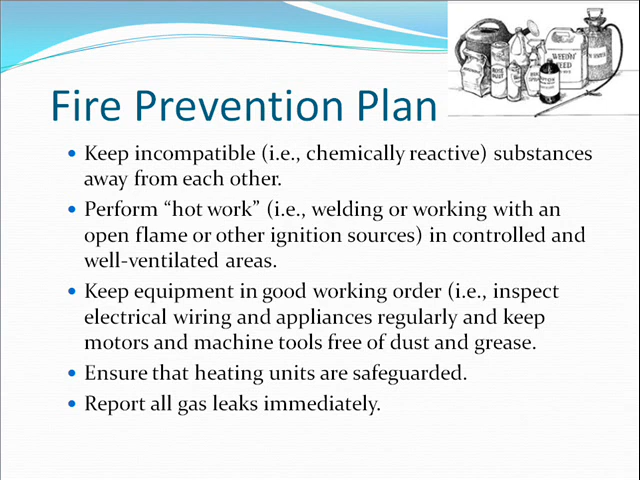 Fire Prevention Plan
WEED'N
FEED
• Keep incompatible (i.e., chemically reactive) substances
away from each other.
• Perform “hot work” (i.e., welding or working with an
open flame or other ignition sources) in controlled and
well-ventilated areas.
• Keep equipment in good working order (i.e., inspect
electrical wiring and appliances regularly and keep
motors and machine tools free of dust and grease.
• Ensure that heating units are safeguarded.
• Report all gas leaks immediately.